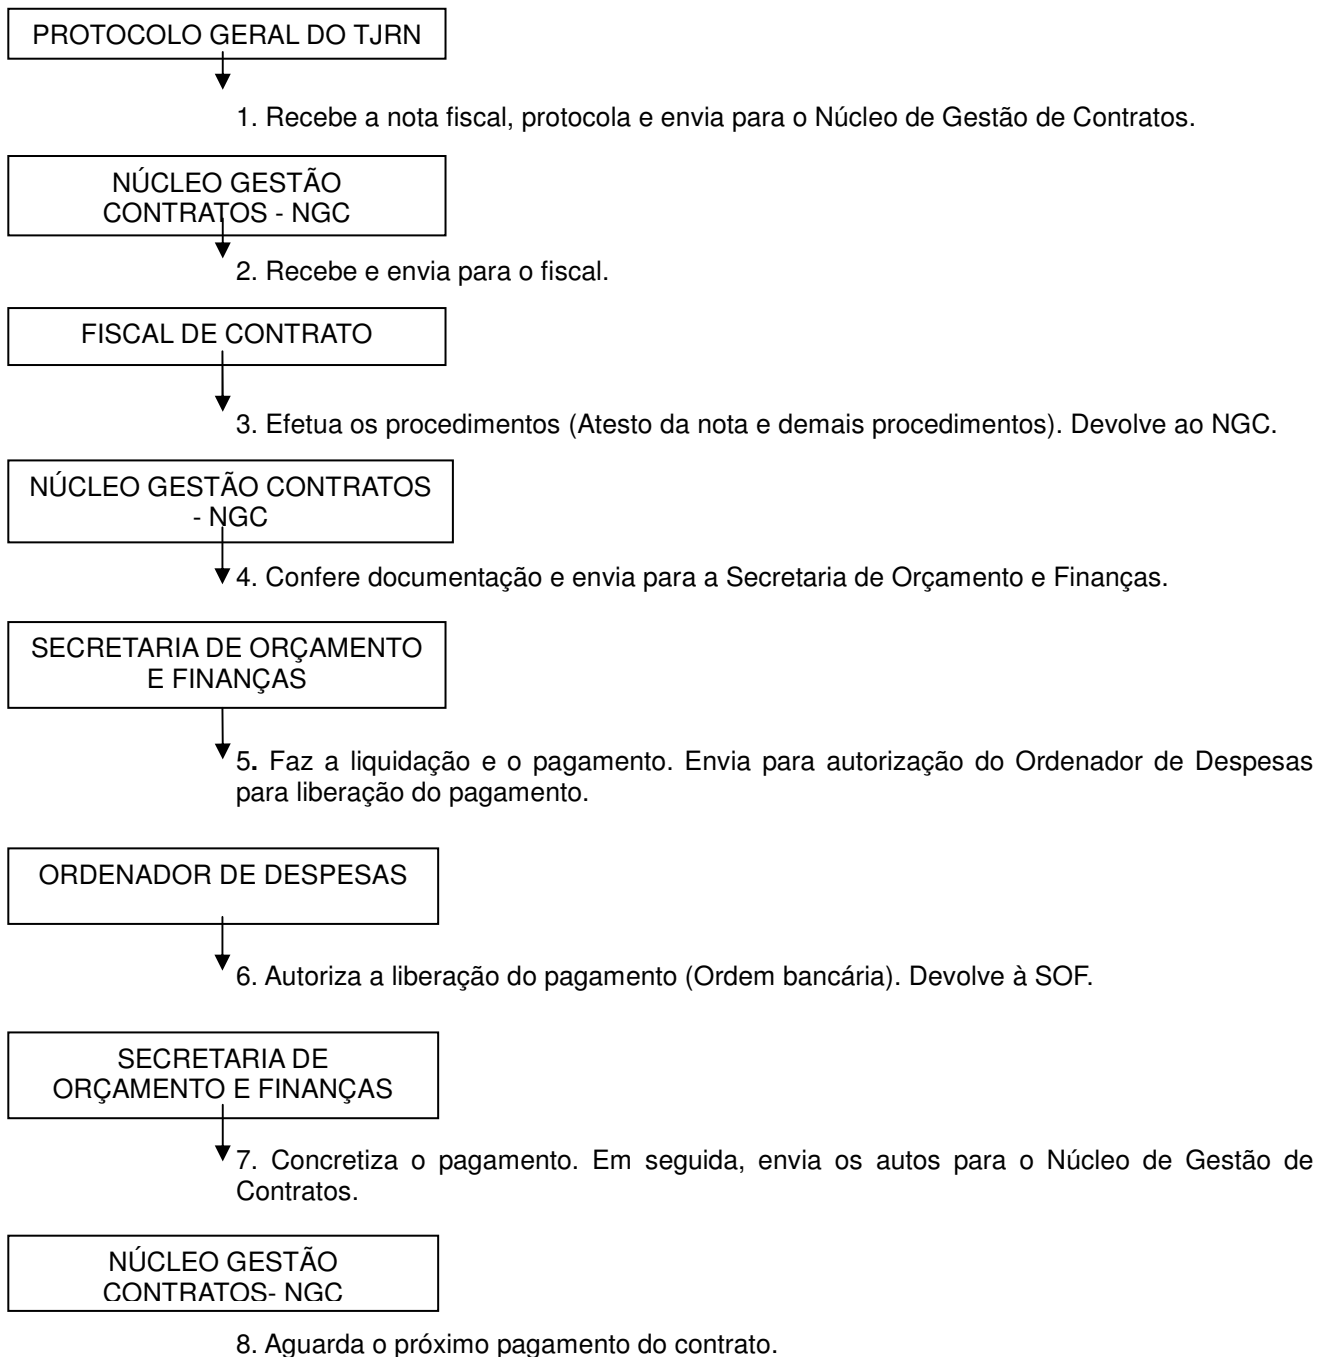 PROTOCOLO GERAL DO TJRN
1. Recebe a nota fiscal, protocola e envia para o Núcleo de Gestão de Contratos.
NÚCLEO GESTÃO
CONTRATOS - NGC
2. Recebe e envia para o fiscal.
FISCAL DE CONTRATO
3. Efetua os procedimentos (Atesto da nota e demais procedimentos). Devolve ao NGC.
NÚCLEO GESTÃO CONTRATOS
- NGC
4. Confere documentação e envia para a Secretaria de Orçamento e Finanças.
SECRETARIA DE ORÇAMENTO
E FINANÇAS
5. Faz a liquidação e o pagamento. Envia para autorização do Ordenador de Despesas
para liberação do pagamento.
ORDENADOR DE DESPESAS
6. Autoriza a liberação do pagamento (Ordem bancária). Devolve à SOF.
SECRETARIA DE
ORÇAMENTO E FINANÇAS
7. Concretiza o pagamento. Em seguida, envia os autos para o Núcleo de Gestão de
Contratos.
NÚCLEO GESTÃO
CONTRATOS- NGC
8. Aguarda o próximo pagamento do contrato.